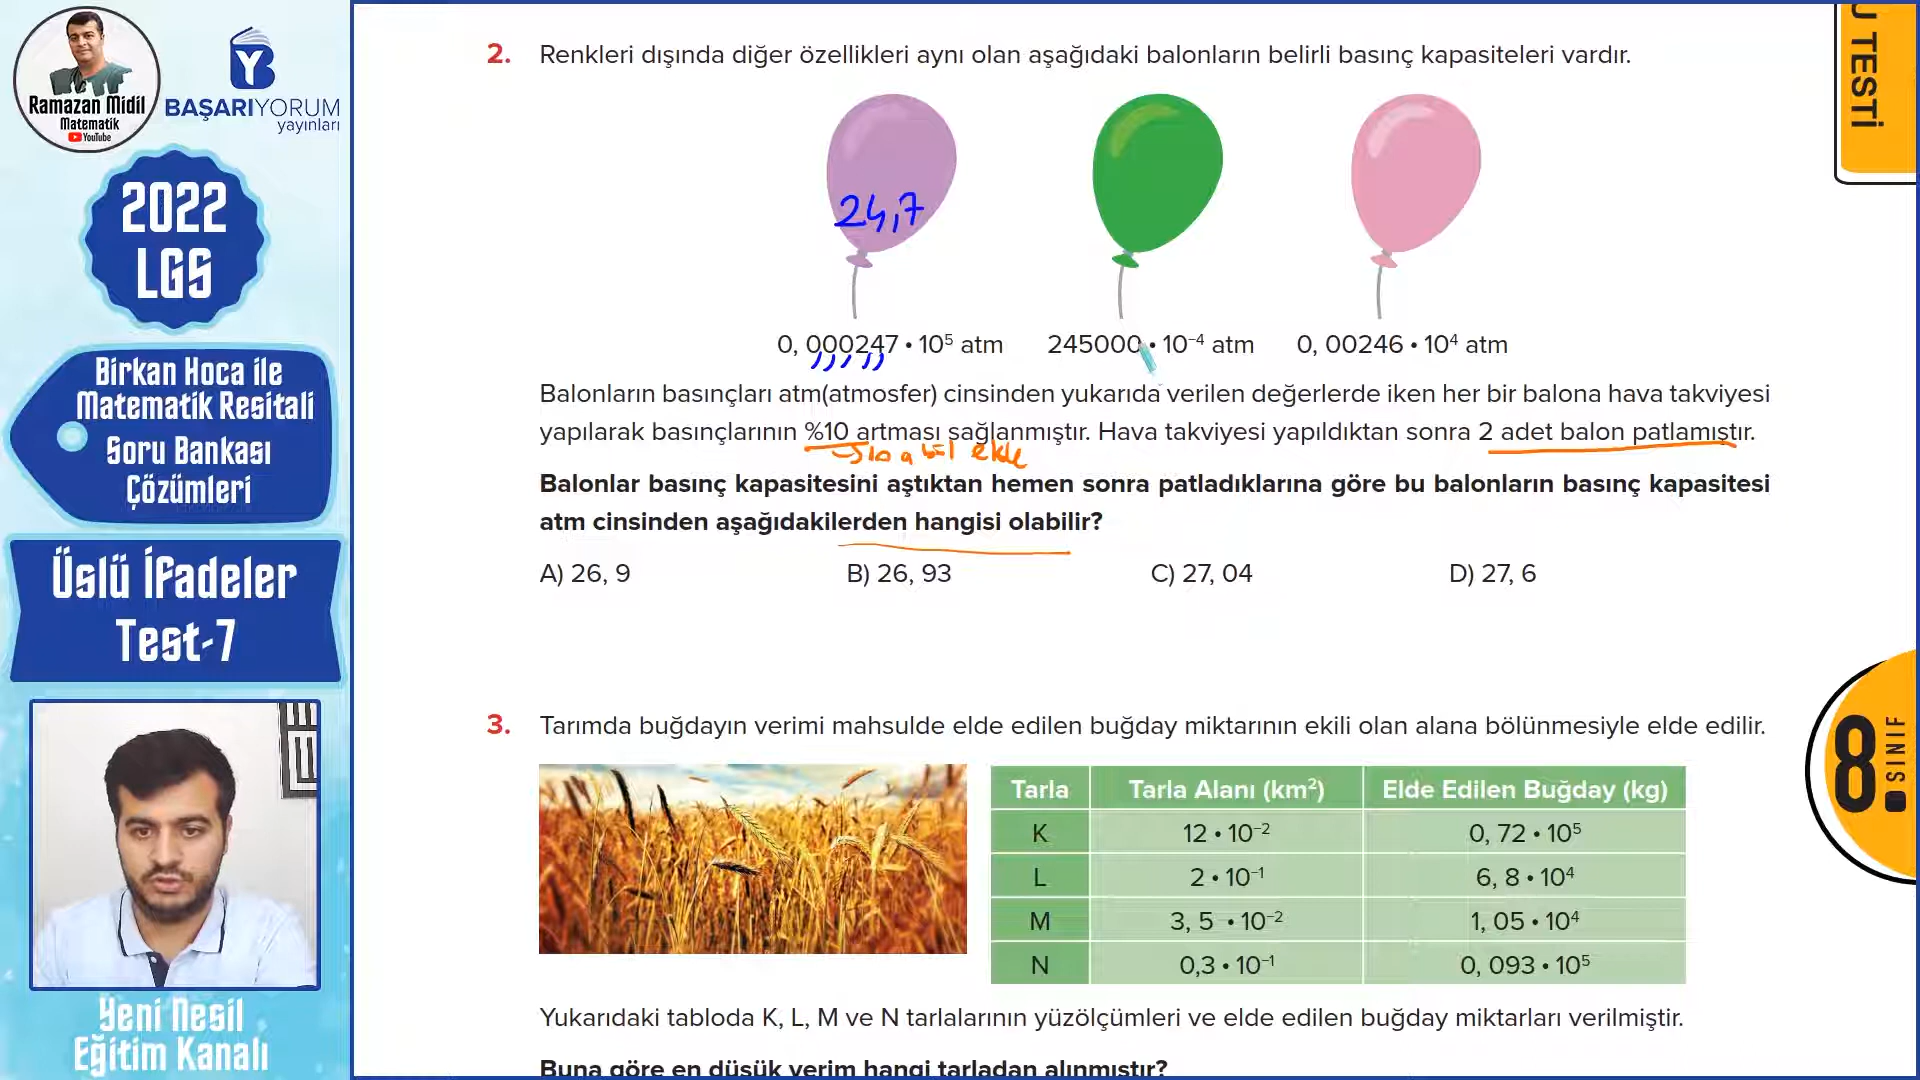 Ramazan Midil
Matematik
YouTube
BAŞARIYORUM
yayınları
2022
LGS
Birkan Hoca ile
Matematik Resitali
Soru Bankası
Çözümleri
Üslü İfadeler
Test-7
Yeni Nesil
Eğitim Kanalı
2. Renkleri dışında diğer özellikleri aynı olan aşağıdaki balonların belirli basınç kapasiteleri vardır.
24,7
0, 000247 • 10⁵ atm 245000 • 10⁻⁴ atm 0, 00246 • 10⁴ atm
Balonların basınçları atm(atmosfer) cinsinden yukarıda verilen değerlerde iken her bir balona hava takviyesi
yapılarak basınçlarının %10 artması sağlanmıştır. Hava takviyesi yapıldıktan sonra 2 adet balon patlamıştır.
10 a böl ekle
Balonlar basınç kapasitesini aştıktan hemen sonra patladıklarına göre bu balonların basınç kapasitesi
atm cinsinden aşağıdakilerden hangisi olabilir?
A) 26, 9 B) 26, 93 C) 27, 04 D) 27, 6
3. Tarımda buğdayın verimi mahsulde elde edilen buğday miktarının ekili olan alana bölünmesiyle elde edilir.
Tarla Tarla Alanı (km²) Elde Edilen Buğday (kg)
K 12 • 10⁻² 0, 72 • 10⁵
L 2 • 10⁻¹ 6, 8 • 10⁴
M 3, 5 • 10⁻² 1, 05 • 10⁴
N 0,3 • 10⁻¹ 0, 093 • 10⁵
Yukarıdaki tabloda K, L, M ve N tarlalarının yüzölçümleri ve elde edilen buğday miktarları verilmiştir.
Buna göre en düşük verim hangi tarladan alınmıştır?
TESTİ
8. SINIF